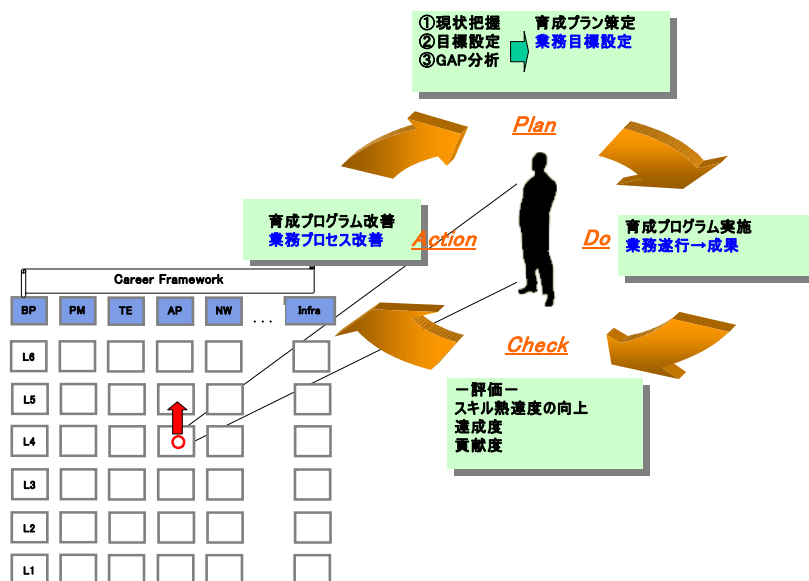 ①現状把握
②目標設定
③GAP分析
育成プラン策定
業務目標設定
Plan
育成プログラム改善
業務プロセス改善
Action
Do
育成プログラム実施
業務遂行→成果
Career Framework
BP PM TE AP NW ... Infra
Check
L6
L5
L4
L3
L2
L1
－評価－
スキル熟達度の向上
達成度
貢献度